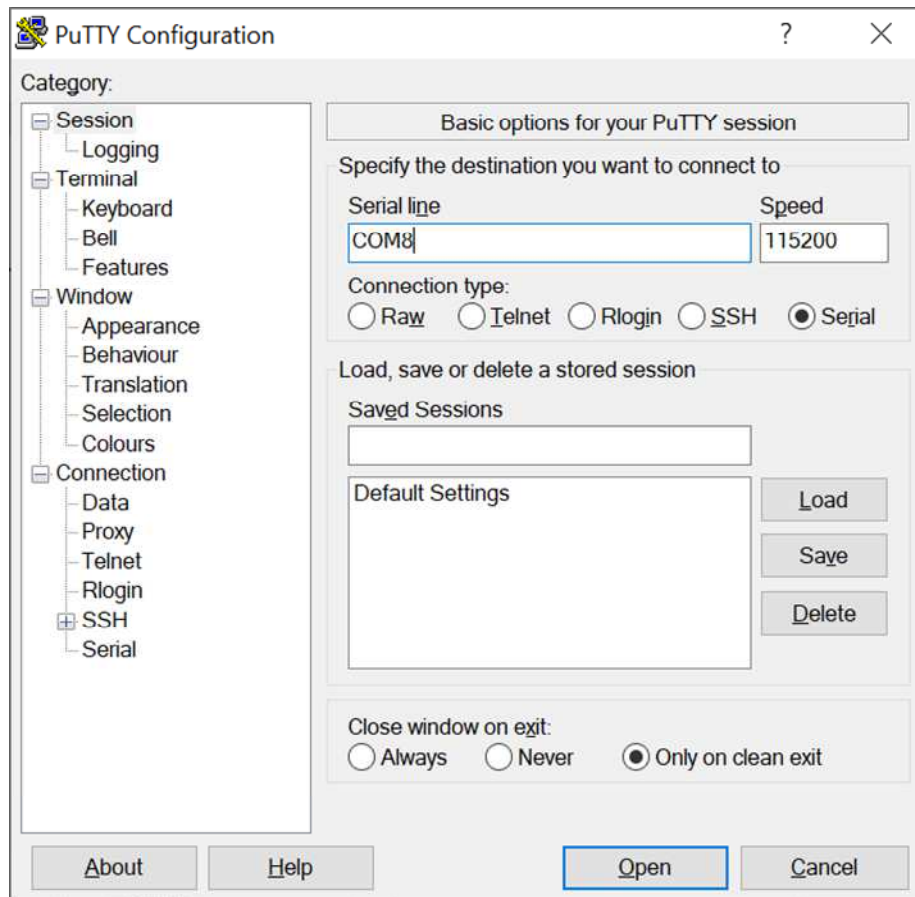 PuTTY Configuration
?
Category:
Session
Logging
Terminal
Keyboard
Bell
Features
Window
Appearance
Behaviour
Translation
Selection
Colours
Connection
Data
Proxy
Telnet
Rlogin
SSH
Serial
Basic options for your PuTTY session
Specify the destination you want to connect to
Serial line Speed
COM8 115200
Connection type:
Raw Telnet Rlogin SSH Serial
Load, save or delete a stored session
Saved Sessions
Default Settings
Load
Save
Delete
Close window on exit:
Always Never Only on clean exit
About Help Open Cancel